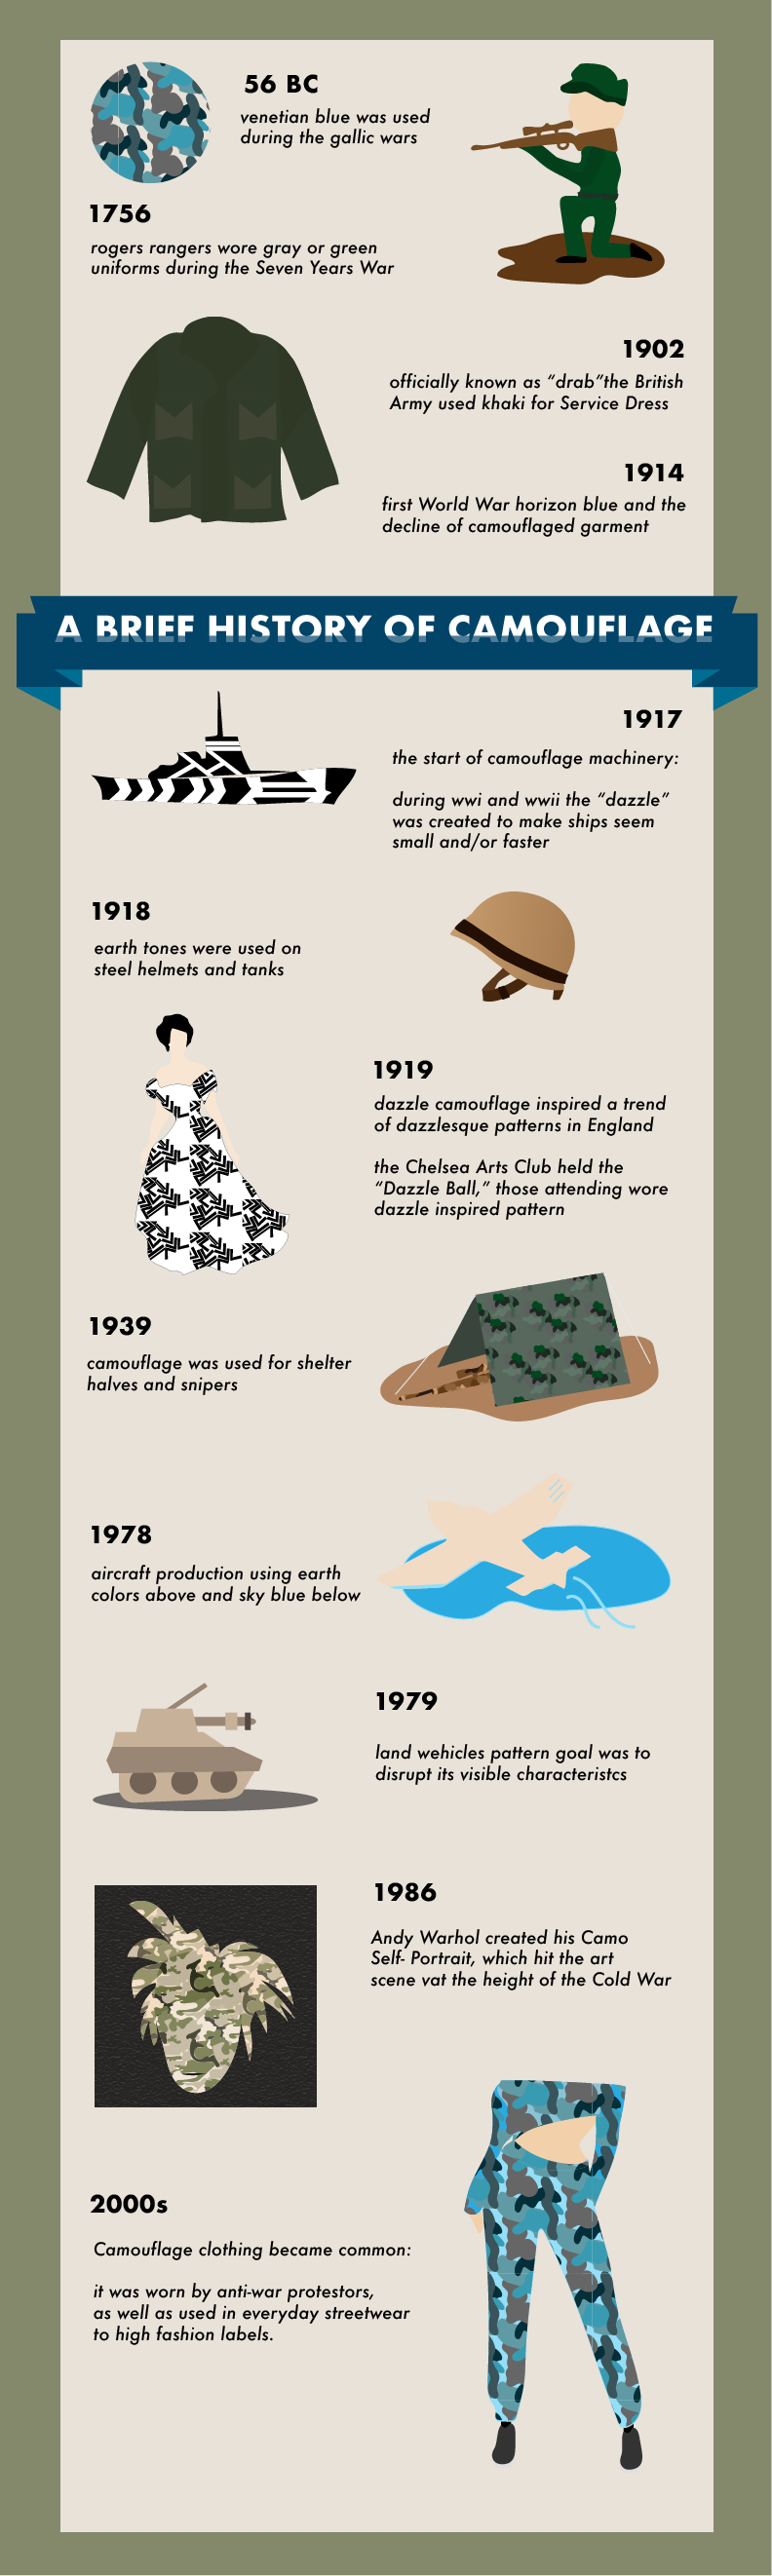 56 BC
venetian blue was used
during the gallic wars
1756
rogers rangers wore gray or green
uniforms during the Seven Years War
1902
officially known as “drab”the British
Army used khaki for Service Dress
1914
first World War horizon blue and the
decline of camouflaged garment
A BRIEF HISTORY OF CAMOUFLAGE
1917
the start of camouflage machinery:
during wwi and wwii the “dazzle”
was created to make ships seem
small and/or faster
1918
earth tones were used on
steel helmets and tanks
1919
dazzle camouflage inspired a trend
of dazzlesque patterns in England
the Chelsea Arts Club held the
“Dazzle Ball,” those attending wore
dazzle inspired pattern
1939
camouflage was used for shelter
halves and snipers
1978
aircraft production using earth
colors above and sky blue below
1979
land wehicles pattern goal was to
disrupt its visible characteristcs
1986
Andy Warhol created his Camo
Self- Portrait, which hit the art
scene vat the height of the Cold War
2000s
Camouflage clothing became common:
it was worn by anti-war protestors,
as well as used in everyday streetwear
to high fashion labels.